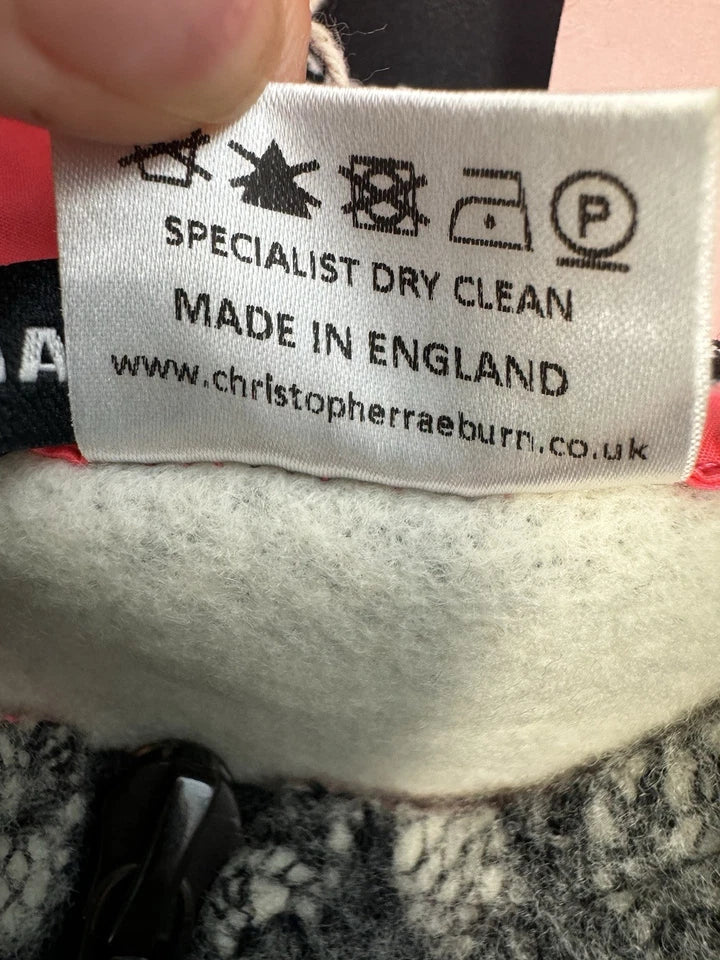 P
SPECIALIST DRY CLEAN
MADE IN ENGLAND
www.christopherraeburn.co.uk